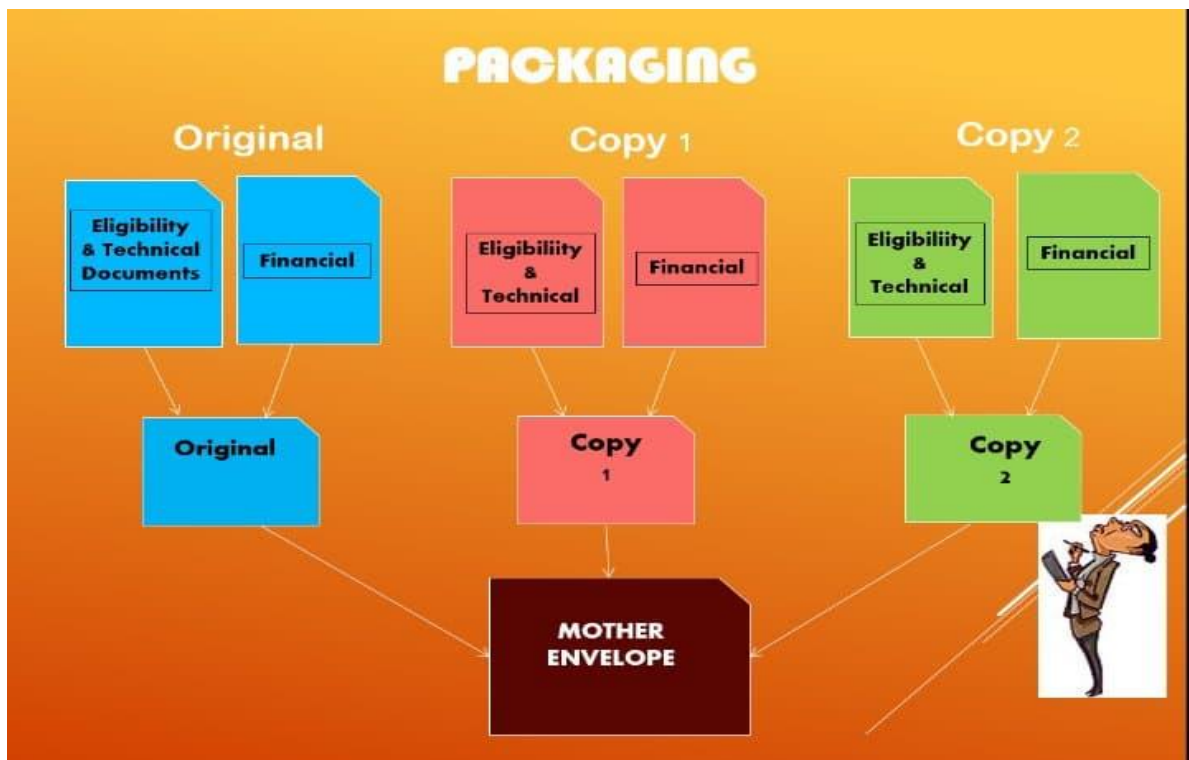 PACKAGING
Original
Copy 1
Copy 2
Eligibility
& Technical
Documents
Financial
Eligibiliity
&
Technical
Financial
Eligibiliity
&
Technical
Financial
Original
Copy
1
Copy
2
MOTHER
ENVELOPE